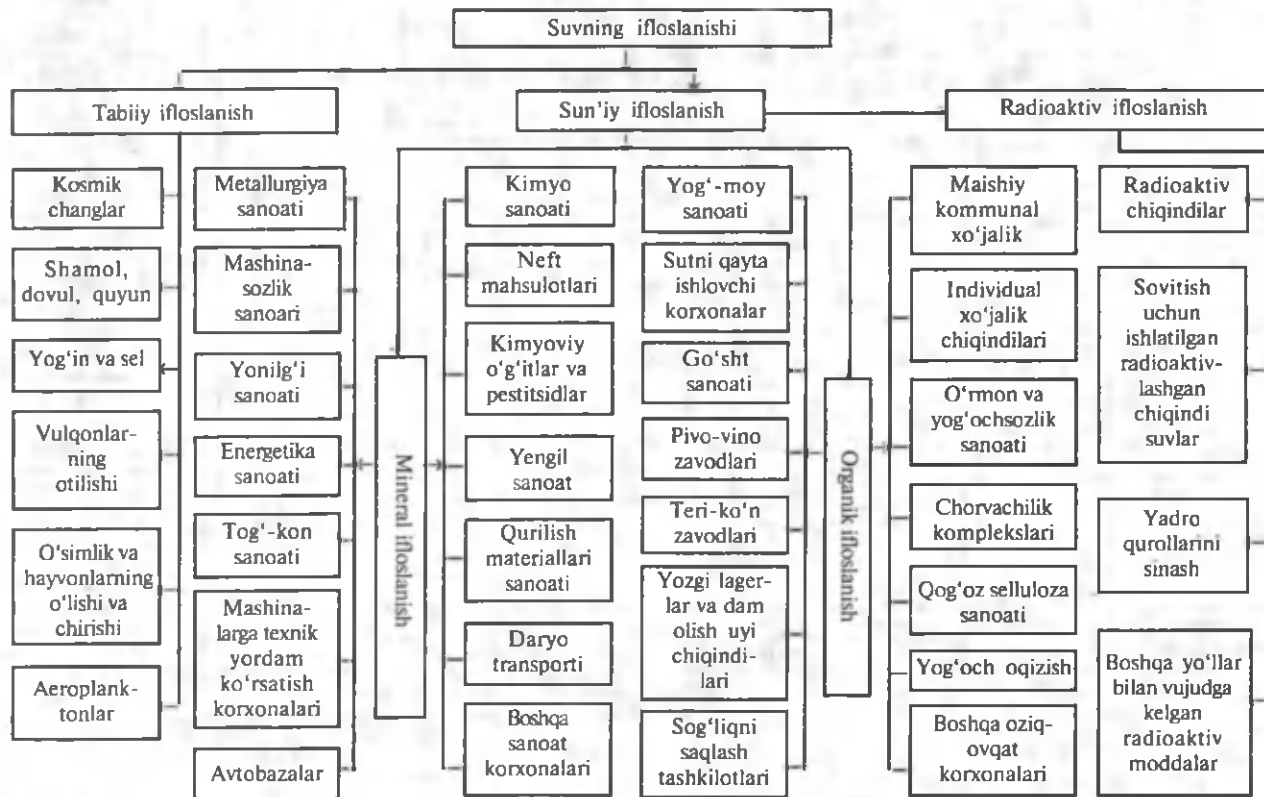 Suvning ifloslanishi
Tabiiy ifloslanish
Sun'iy ifloslanish
Radioaktiv ifloslanish
Kosmik
changlar
Shamol,
dovul, quyun
Yog‘in va sel
Vulqonlar-
ning
otilishi
O‘simlik va
hayvonlarning
o‘lishi va
chirishi
Aeroplank-
tonlar
Metallurgiya
sanoati
Mashina-
sozlik
sanoari
Yonilg‘i
sanoati
Energetika
sanoati
Tog‘-kon
sanoati
Mashina-
larga texnik
yordam
ko‘rsatish
korxonalari
Avtobazalar
Mineral ifloslanish
Kimyo
sanoati
Neft
mahsulotlari
Kimyoviy
o‘g‘itlar va
pestitsidlar
Yengil
sanoat
Qurilish
materiallari
sanoati
Daryo
transporti
Boshqa
sanoat
korxonalari
Yog‘-moy
sanoati
Sutni qayta
ishlovchi
korxonalar
Go‘sht
sanoati
Pivo-vino
zavodlari
Teri-ko‘n
zavodlari
Yozgi lager-
lar va dam
olish uyi
chiqindi-
lari
Sog‘liqni
saqlash
tashkilotlari
Organik ifloslanish
Maishiy
kommunal
xo‘jalik
Individual
xo‘jalik
chiqindilari
O‘rmon va
yog‘ochsozlik
sanoati
Chorvachilik
komplekslari
Qog‘oz selluloza
sanoati
Yog‘och oqizish
Boshqa oziq-
ovqat
korxonalari
Radioaktiv
chiqindilar
Sovitish
uchun
ishlatilgan
radioaktiv-
lashgan
chiqindi
suvlar
Yadro
qurollarini
sinash
Boshqa yo‘llar
bilan vujudga
kelgan
radioaktiv
moddalar